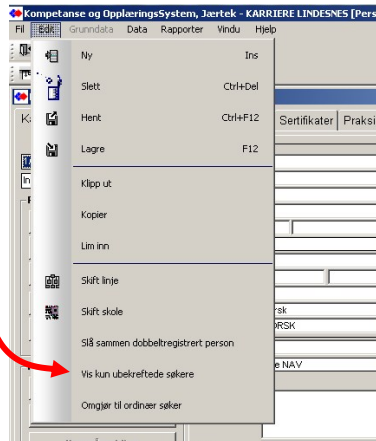 Kompetanse og OpplæringsSystem, Jærtek - KARRIERE LINDESNES [Pers
Fil Edit Grunndata Data Rapporter Vindu Hjelp
Ny Ins
Slett Ctrl+Del
Hent Ctrl+F12
Sertifikater Praksi
Lagre F12
Klipp ut
Kopier
Lim inn
Skift linje
Skift skole
rsk
ORSK
Slå sammen dobbeltregistrert person
e NAV
Vis kun ubekreftede søkere
Omgjør til ordinær søker